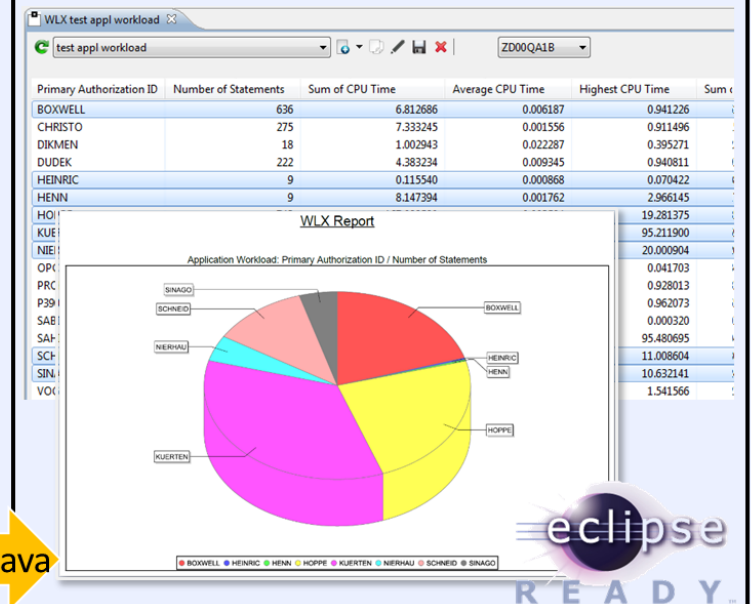 WLX test appl workload
test appl workload ZD00QA1B
Primary Authorization ID Number of Statements Sum of CPU Time Average CPU Time Highest CPU Time Sum
BOXWELL 636 6.812686 0.006187 0.941226
CHRISTO 275 7.333245 0.001556 0.911496
DIKMEN 18 1.002943 0.022287 0.395271
DUDEK 222 4.383234 0.009345 0.940811
HEINRIC 9 0.115540 0.000868 0.070422
HENN 9 8.147394 0.001762 2.966145
19.281375
95.211900
20.000904
0.041703
0.928013
0.962073
0.000320
95.480695
11.008604
10.632141
1.541566
WLX Report
Application Workload: Primary Authorization ID / Number of Statements
SINAGO
BOXWELL
SCHNEID
NIERHAU
HEINRIC
HENN
HOPPE
KUERTEN
BOXWELL HEINRIC HENN HOPPE KUERTEN NIERHAU SCHNEID SINAGO
ava
eclipse
READY